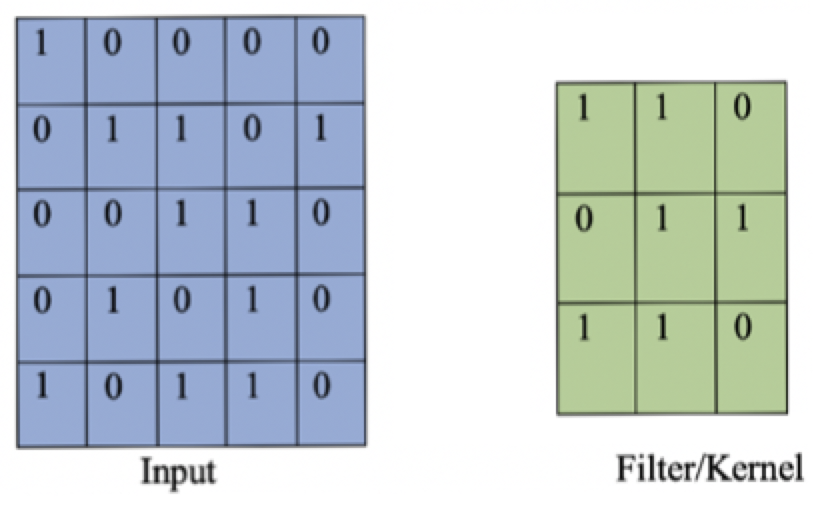 1 0 0 0 0
0 1 1 0 1
0 0 1 1 0
0 1 0 1 0
1 0 1 1 0
Input
1 1 0
0 1 1
1 1 0
Filter/Kernel